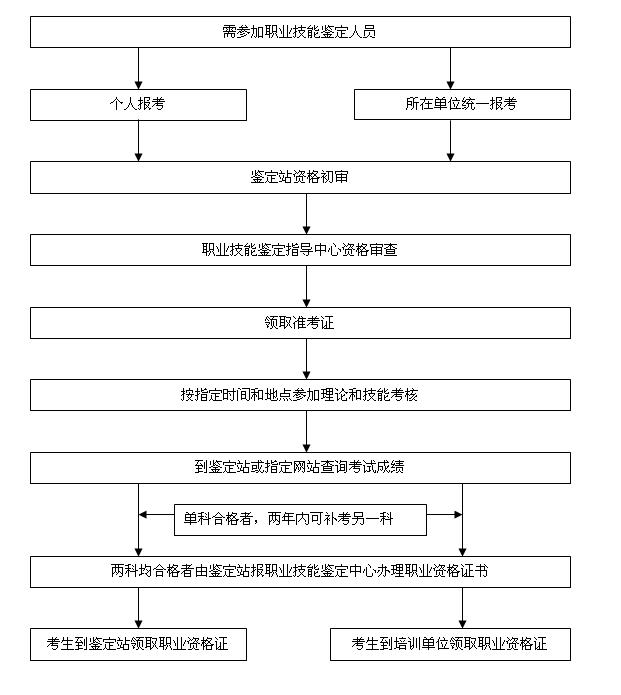 需参加职业技能鉴定人员
个人报考
所在单位统一报考
鉴定站资格初审
职业技能鉴定指导中心资格审查
领取准考证
按指定时间和地点参加理论和技能考核
到鉴定站或指定网站查询考试成绩
单科合格者，两年内可补考另一科
两科均合格者由鉴定站报职业技能鉴定中心办理职业资格证书
考生到鉴定站领取职业资格证
考生到培训单位领取职业资格证